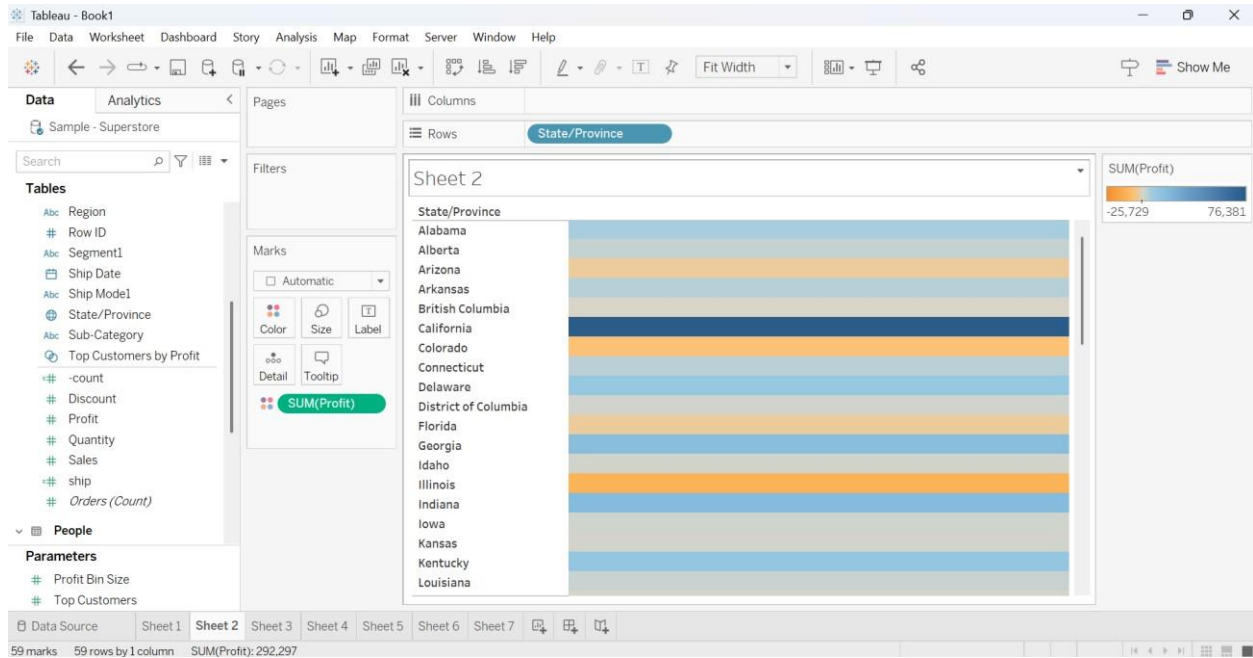 Tableau - Book1
File Data Worksheet Dashboard Story Analysis Map Format Server Window Help
Fit Width
Show Me
Data Analytics
Sample - Superstore
Search
Tables
Abc Region
# Row ID
Abc Segment1
Ship Date
Abc Ship Mode1
State/Province
Abc Sub-Category
Top Customers by Profit
=# -count
# Discount
# Profit
# Quantity
# Sales
=# ship
# Orders (Count)
People
Parameters
# Profit Bin Size
# Top Customers
Pages
Filters
Marks
Automatic
Color Size Label
Detail Tooltip
SUM(Profit)
Columns
Rows State/Province
Sheet 2
State/Province
Alabama
Alberta
Arizona
Arkansas
British Columbia
California
Colorado
Connecticut
Delaware
District of Columbia
Florida
Georgia
Idaho
Illinois
Indiana
Iowa
Kansas
Kentucky
Louisiana
SUM(Profit)
-25,729 76,381
Data Source Sheet 1 Sheet 2 Sheet 3 Sheet 4 Sheet 5 Sheet 6 Sheet 7
59 marks 59 rows by 1 column SUM(Profit): 292,297